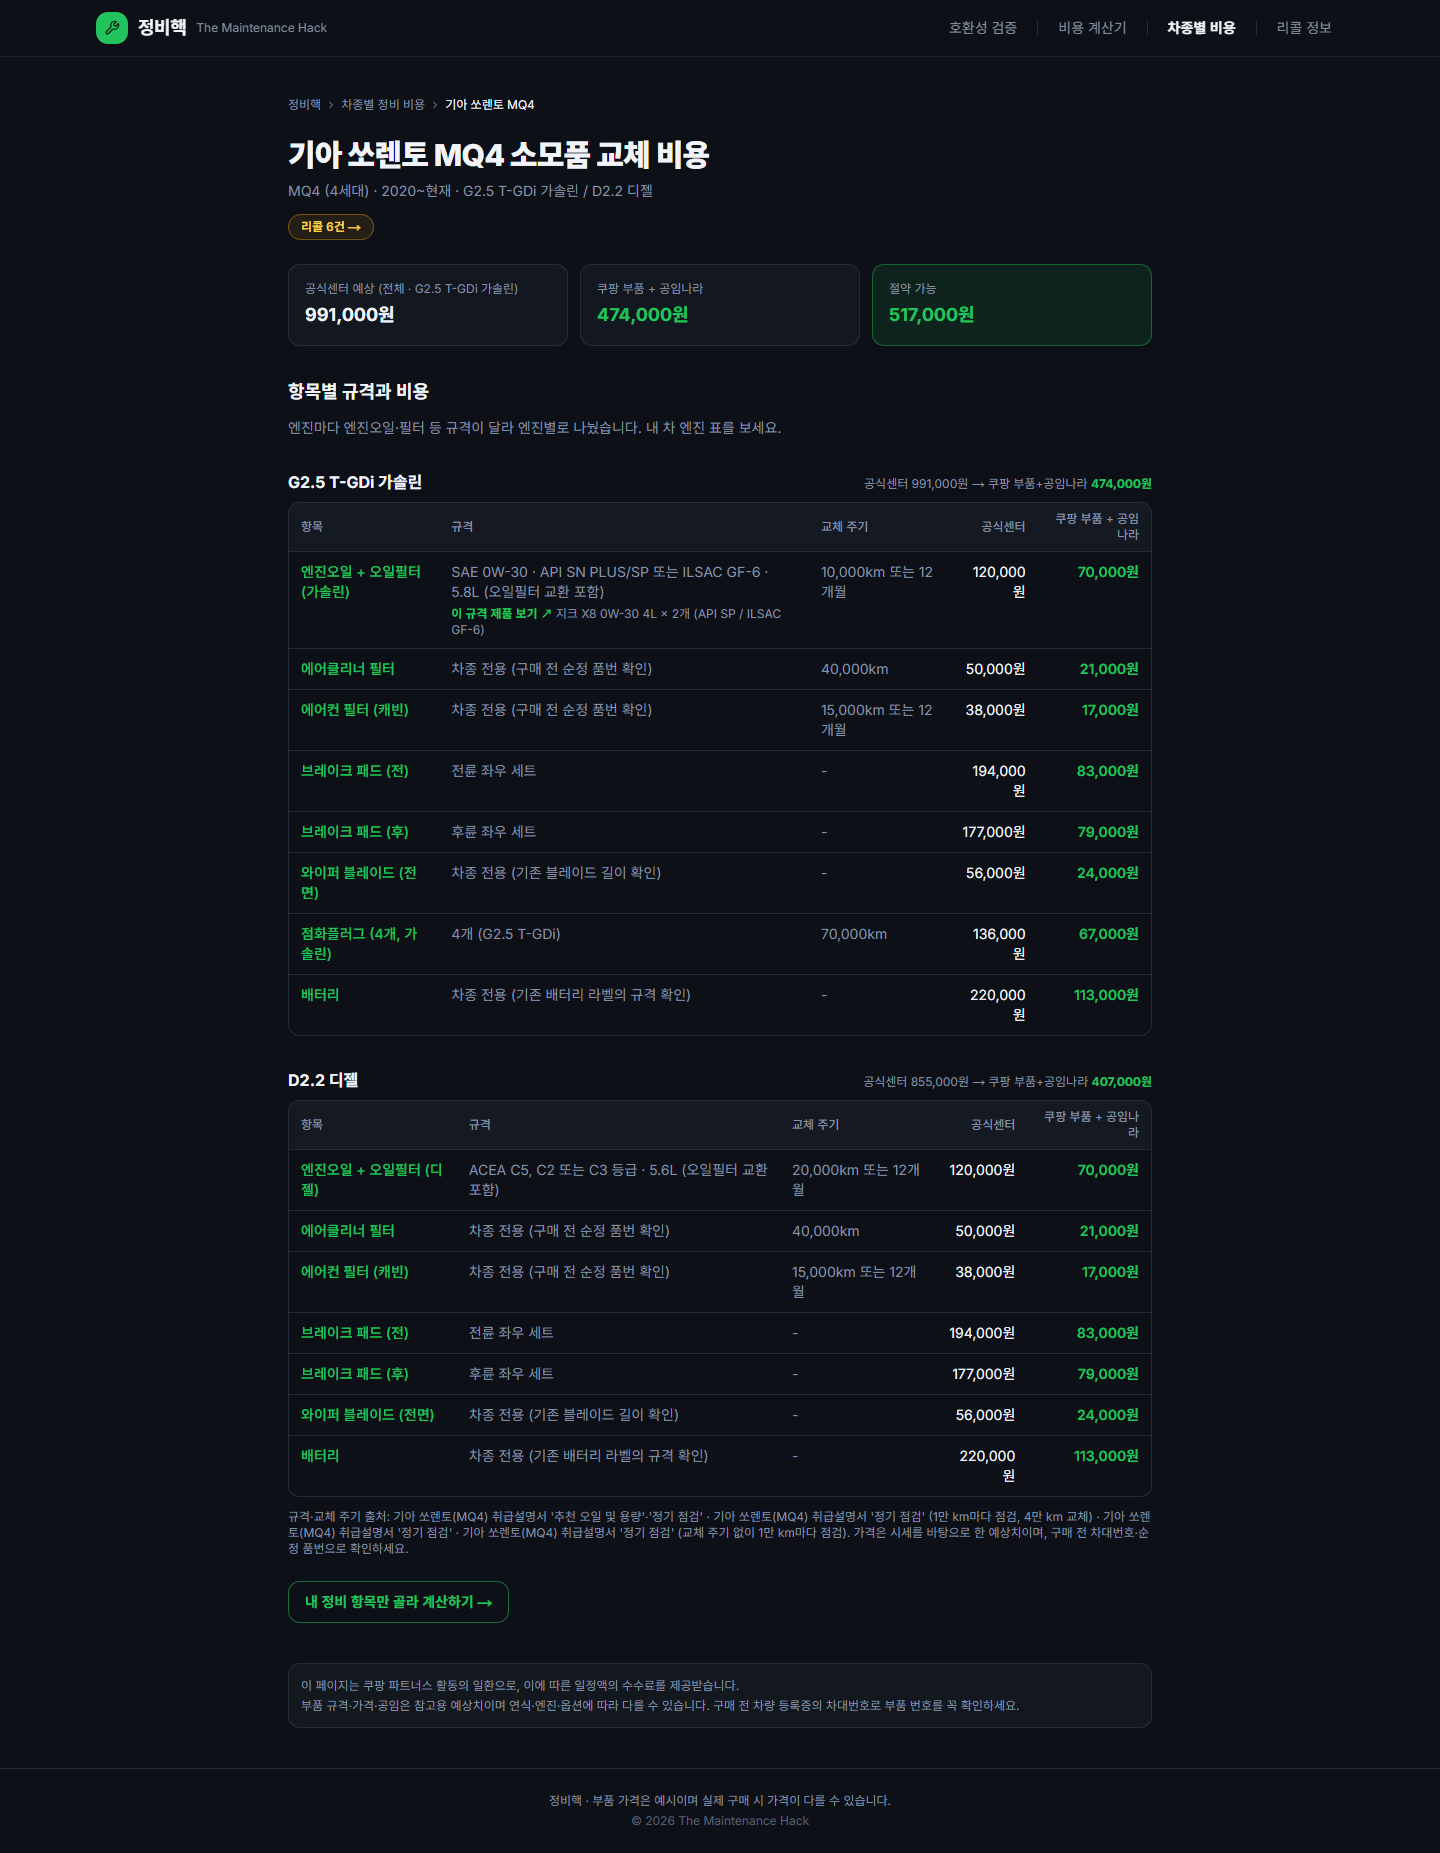 정비핵 The Maintenance Hack
호환성 검증 비용 계산기 차종별 비용 리콜 정보
정비핵 › 차종별 정비 비용 › 기아 쏘렌토 MQ4
기아 쏘렌토 MQ4 소모품 교체 비용
MQ4 (4세대) · 2020~현재 · G2.5 T-GDi 가솔린 / D2.2 디젤
리콜 6건 →
공식센터 예상 (전체 · G2.5 T-GDi 가솔린)
991,000원
쿠팡 부품 + 공임나라
474,000원
절약 가능
517,000원
항목별 규격과 비용
엔진마다 엔진오일·필터 등 규격이 달라 엔진별로 나눴습니다. 내 차 엔진 표를 보세요.
G2.5 T-GDi 가솔린
공식센터 991,000원 → 쿠팡 부품+공임나라 474,000원
항목 규격 교체 주기 공식센터 쿠팡 부품 + 공임
나라
엔진오일 + 오일필터 SAE 0W-30 · API SN PLUS/SP 또는 ILSAC GF-6 · 10,000km 또는 12 120,000 70,000원
(가솔린) 5.8L (오일필터 교환 포함) 개월 원
이 규격 제품 보기 ↗ 지크 X8 0W-30 4L × 2개 (API SP / ILSAC
GF-6)
에어클리너 필터 차종 전용 (구매 전 순정 품번 확인) 40,000km 50,000원 21,000원
에어컨 필터 (캐빈) 차종 전용 (구매 전 순정 품번 확인) 15,000km 또는 12 38,000원 17,000원
개월
브레이크 패드 (전) 전륜 좌우 세트 - 194,000 83,000원
원
브레이크 패드 (후) 후륜 좌우 세트 - 177,000원 79,000원
와이퍼 블레이드 (전 차종 전용 (기존 블레이드 길이 확인) - 56,000원 24,000원
면)
점화플러그 (4개, 가 4개 (G2.5 T-GDi) 70,000km 136,000 67,000원
솔린) 원
배터리 차종 전용 (기존 배터리 라벨의 규격 확인) - 220,000 113,000원
원
D2.2 디젤
공식센터 855,000원 → 쿠팡 부품+공임나라 407,000원
항목 규격 교체 주기 공식센터 쿠팡 부품 + 공임나
라
엔진오일 + 오일필터 (디 ACEA C5, C2 또는 C3 등급 · 5.6L (오일필터 교환 20,000km 또는 12개 120,000원 70,000원
젤) 포함) 월
에어클리너 필터 차종 전용 (구매 전 순정 품번 확인) 40,000km 50,000원 21,000원
에어컨 필터 (캐빈) 차종 전용 (구매 전 순정 품번 확인) 15,000km 또는 12개 38,000원 17,000원
월
브레이크 패드 (전) 전륜 좌우 세트 - 194,000원 83,000원
브레이크 패드 (후) 후륜 좌우 세트 - 177,000원 79,000원
와이퍼 블레이드 (전면) 차종 전용 (기존 블레이드 길이 확인) - 56,000원 24,000원
배터리 차종 전용 (기존 배터리 라벨의 규격 확인) - 220,000 113,000원
원
규격·교체 주기 출처: 기아 쏘렌토(MQ4) 취급설명서 '추천 오일 및 용량'·'정기 점검' · 기아 쏘렌토(MQ4) 취급설명서 '정기 점검' (1만 km마다 점검, 4만 km 교체) · 기아 쏘렌
토(MQ4) 취급설명서 '정기 점검' · 기아 쏘렌토(MQ4) 취급설명서 '정기 점검' (교체 주기 없이 1만 km마다 점검). 가격은 시세를 바탕으로 한 예상치이며, 구매 전 차대번호·순
정 품번으로 확인하세요.
내 정비 항목만 골라 계산하기 →
이 페이지는 쿠팡 파트너스 활동의 일환으로, 이에 따른 일정액의 수수료를 제공받습니다.
부품 규격·가격·공임은 참고용 예상치이며 연식·엔진·옵션에 따라 다를 수 있습니다. 구매 전 차량 등록증의 차대번호로 부품 번호를 꼭 확인하세요.
정비핵 · 부품 가격은 예시이며 실제 구매 시 가격이 다를 수 있습니다.
© 2026 The Maintenance Hack